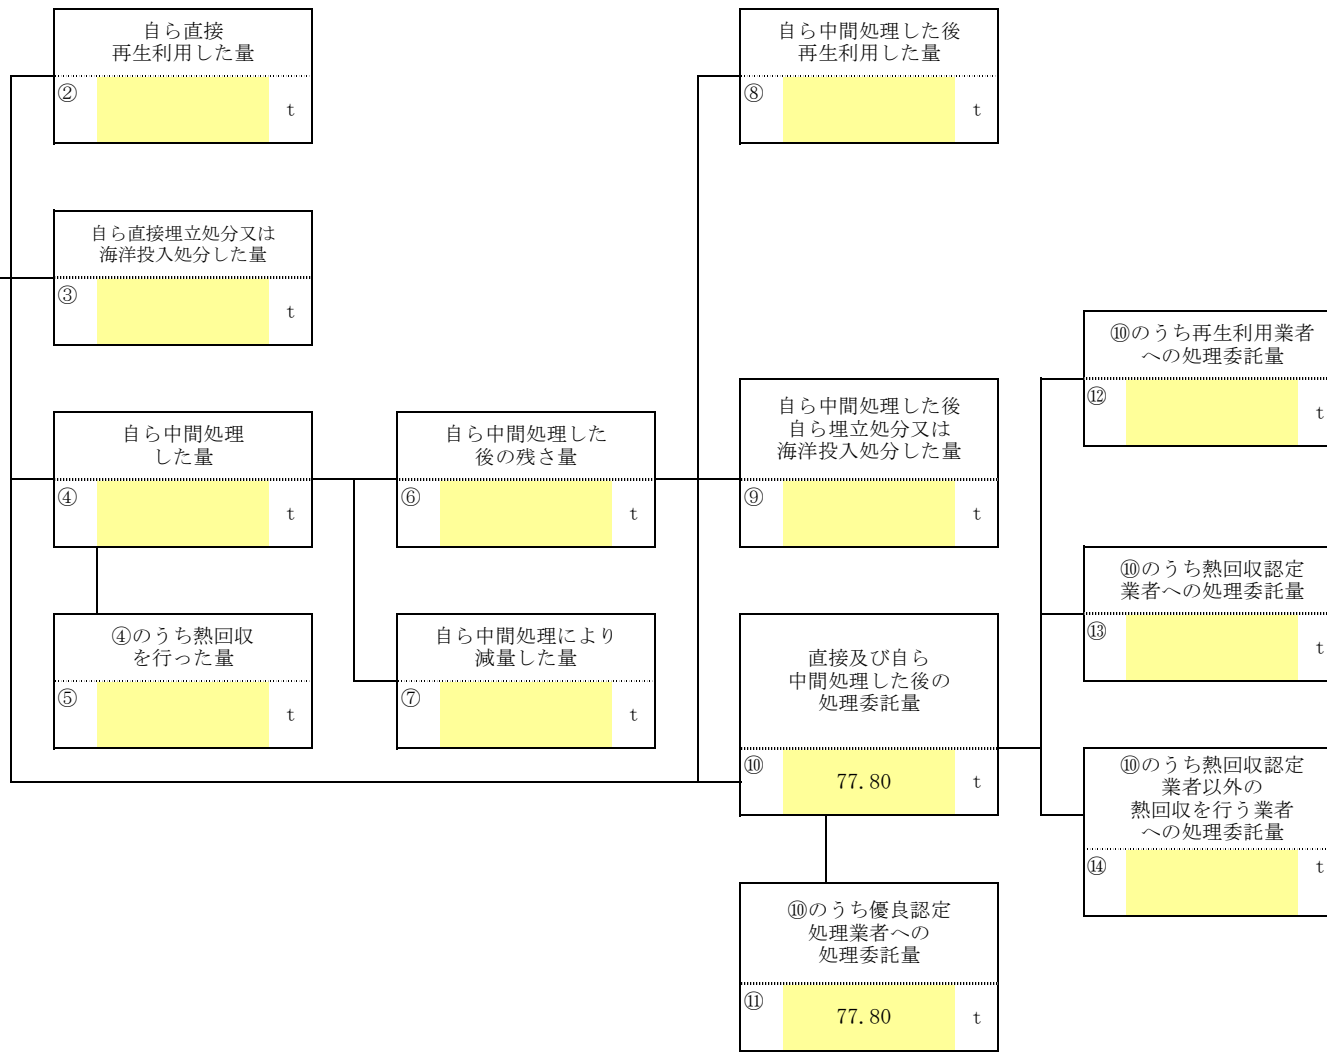 自ら直接
再生利用した量
② t
自ら直接埋立処分又は
海洋投入処分した量
③ t
自ら中間処理
した量
④ t
④のうち熱回収
を行った量
⑤ t
自ら中間処理した
後の残さ量
⑥ t
自ら中間処理により
減量した量
⑦ t
自ら中間処理した後
再生利用した量
⑧ t
自ら中間処理した後
自ら埋立処分又は
海洋投入処分した量
⑨ t
直接及び自ら
中間処理した後の
処理委託量
⑩ 77.80 t
⑩のうち優良認定
処理業者への
処理委託量
⑪ 77.80 t
⑩のうち再生利用業者
への処理委託量
⑫ t
⑩のうち熱回収認定
業者への処理委託量
⑬ t
⑩のうち熱回収認定
業者以外の
熱回収を行う業者
への処理委託量
⑭ t